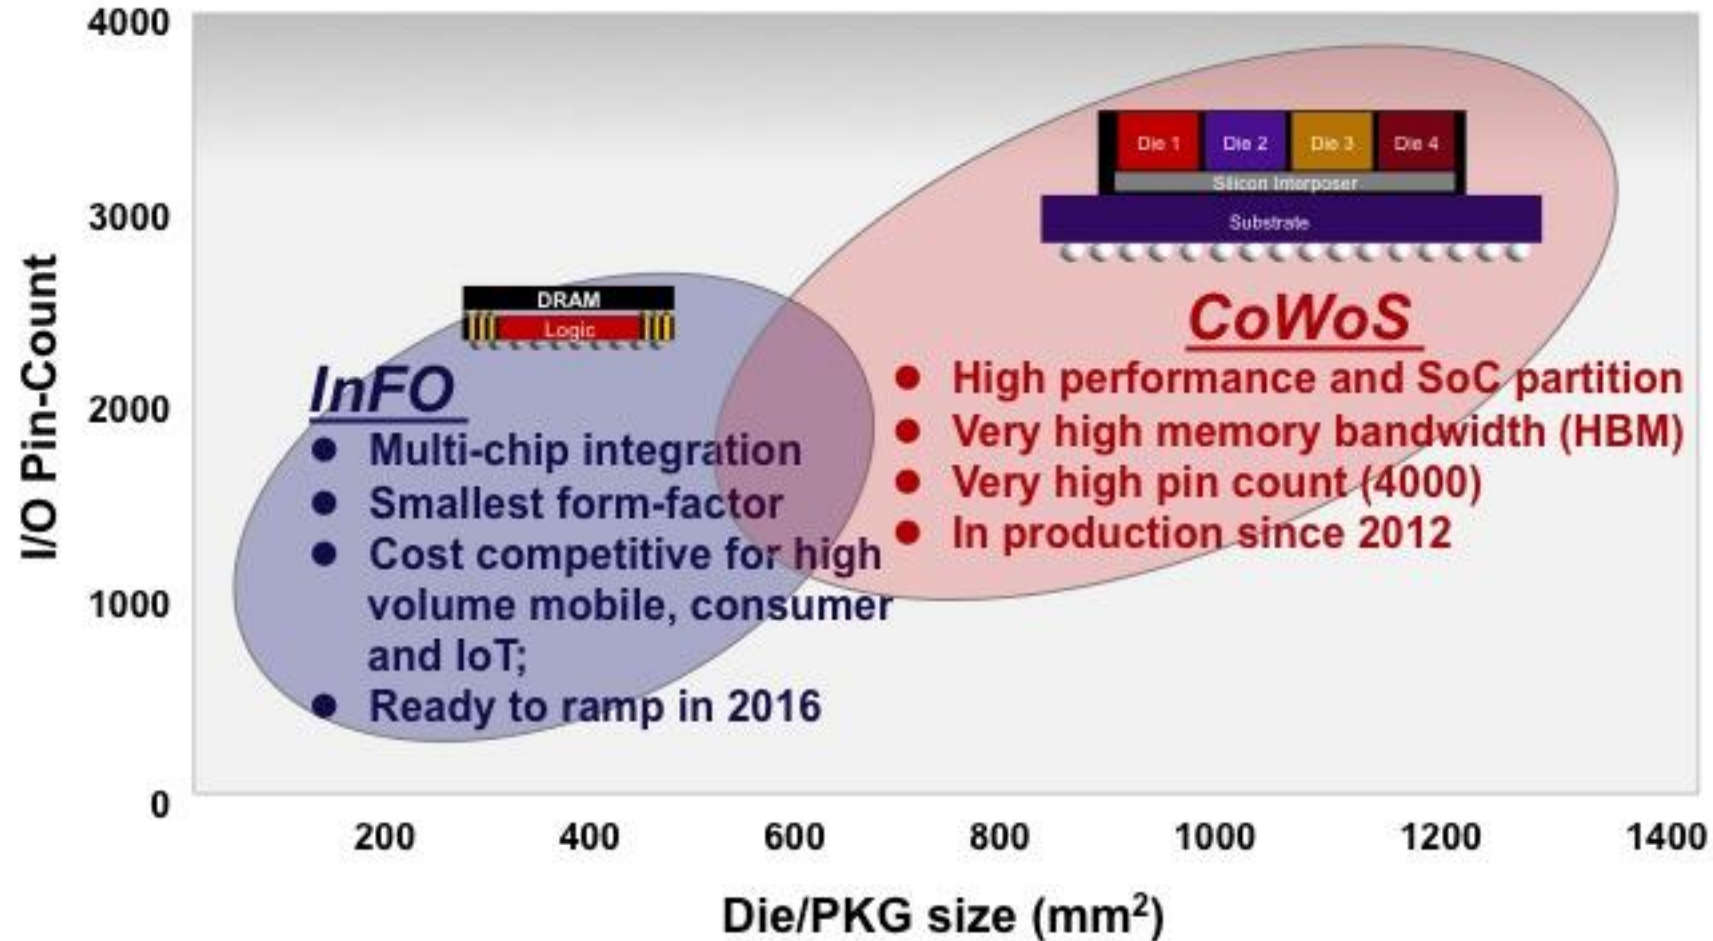 4000
3000
2000
1000
0
I/O Pin-Count
DRAM
Logic
InFO
● Multi-chip integration
● Smallest form-factor
● Cost competitive for high
volume mobile, consumer
and IoT;
● Ready to ramp in 2016
Die 1 Die 2 Die 3 Die 4
Silicon Interposer
Substrate
CoWoS
● High performance and SoC partition
● Very high memory bandwidth (HBM)
● Very high pin count (4000)
● In production since 2012
200 400 600 800 1000 1200 1400
Die/PKG size (mm²)